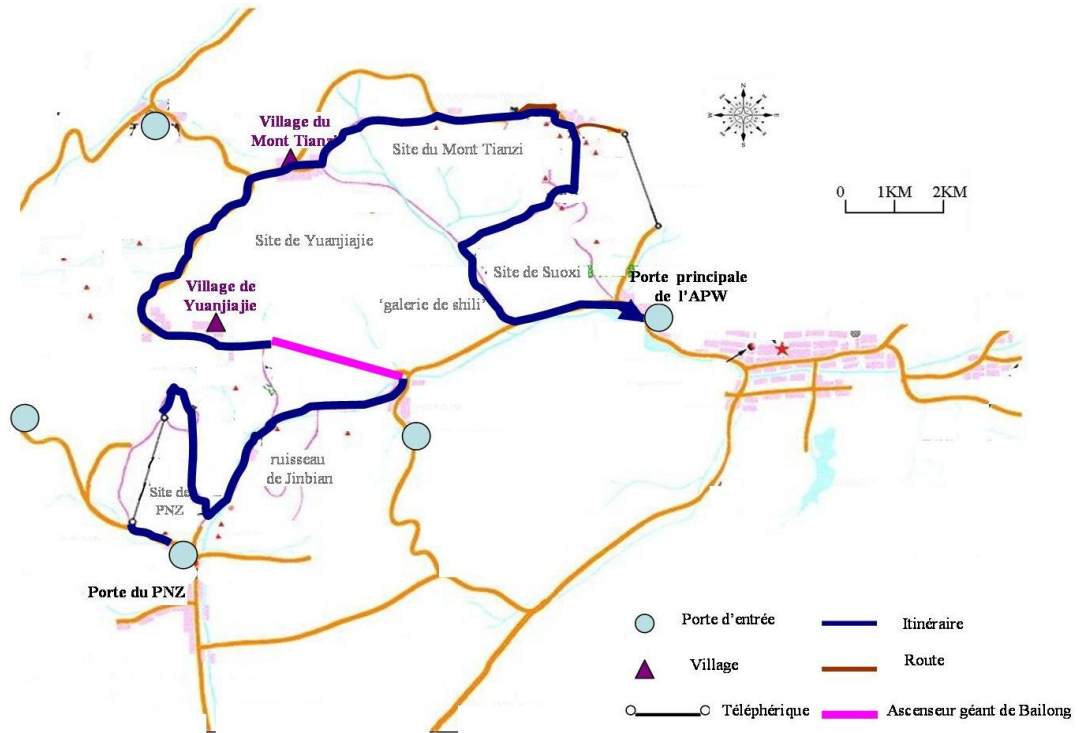 Village du
Mont Tianzi
Site du Mont Tianzi
N
0 1KM 2KM
Site de Yuanjiajie
Site de Suoxi
Porte principale
de l'APW
Village de
Yuanjiajie
'galerie de shili'
ruisseau
de Jinbian
Site de
PNZ
Porte du PNZ
Porte d'entrée
Itinéraire
Village
Route
Téléphérique
Ascenseur géant de Bailong